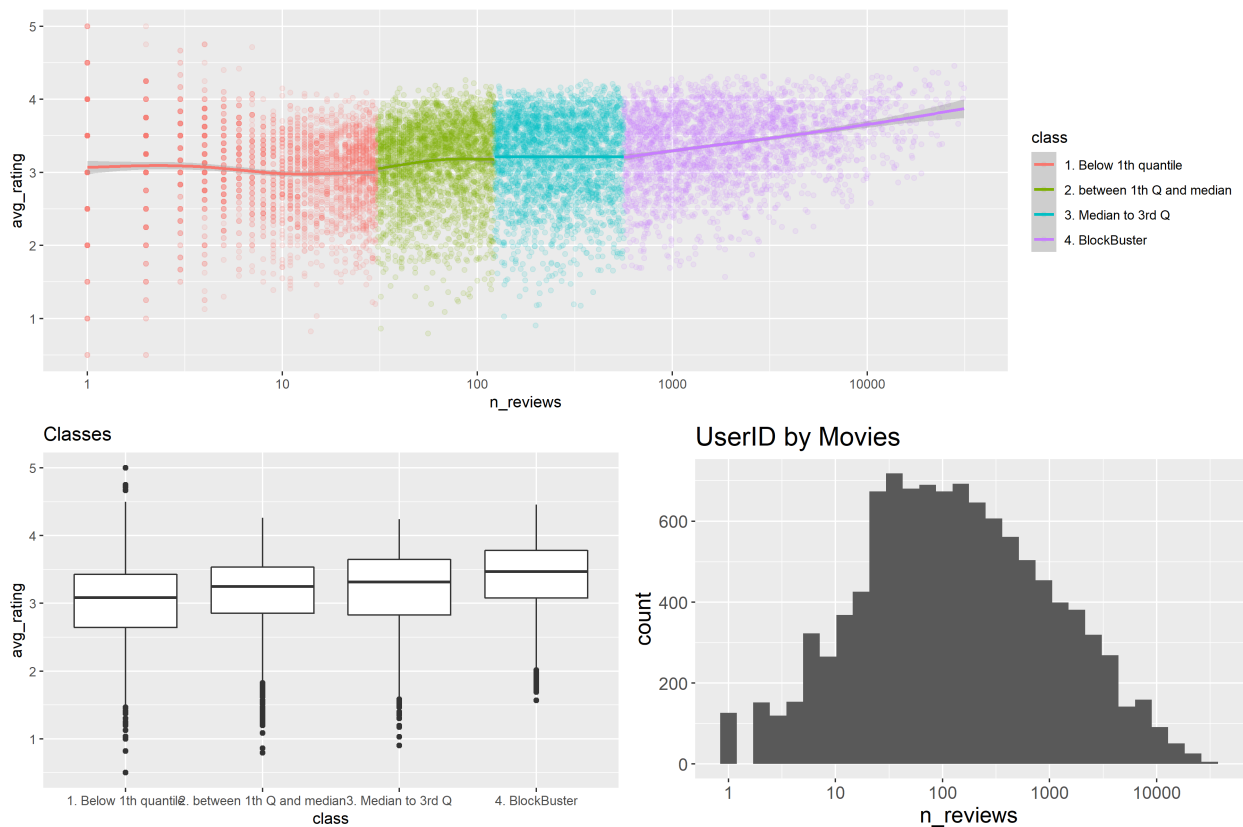 5
4
3
2
1
avg_rating
1
10
100
1000
10000
n_reviews
class
1. Below 1th quantile
2. between 1th Q and median
3. Median to 3rd Q
4. BlockBuster
Classes
5
4
3
2
1
avg_rating
1. Below 1th quantile
2. between 1th Q and median
3. Median to 3rd Q
4. BlockBuster
class
UserID by Movies
600
400
200
0
count
1
10
100
1000
10000
n_reviews